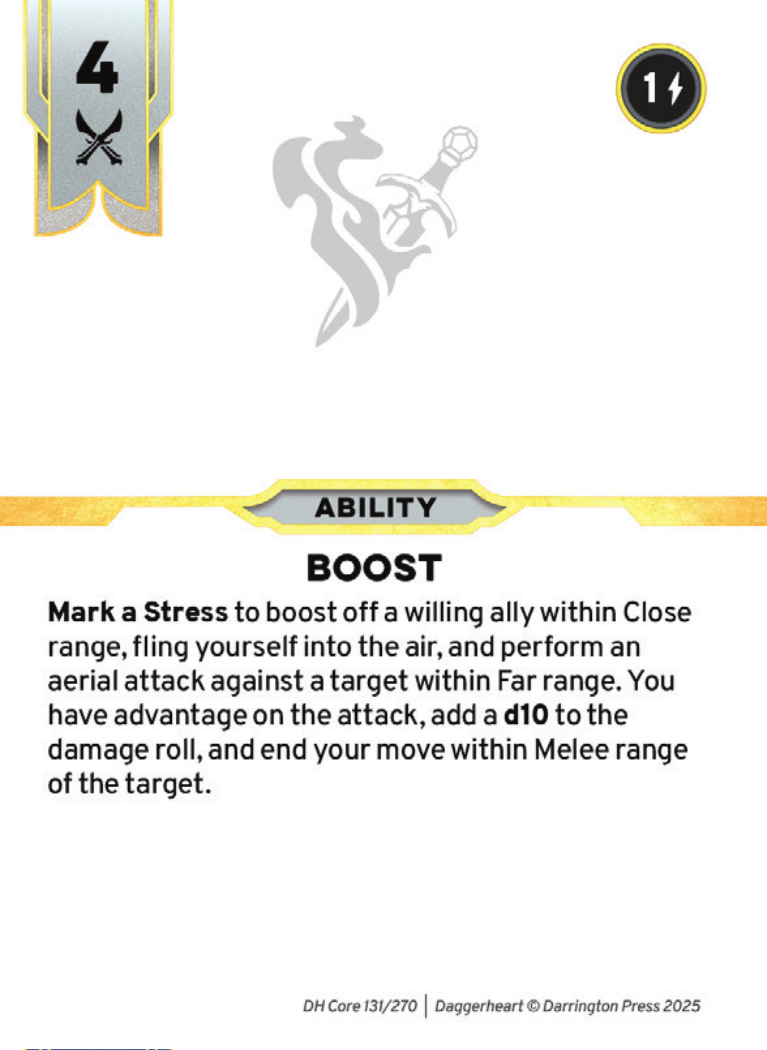 4
1
ABILITY
BOOST
Mark a Stress to boost off a willing ally within Close
range, fling yourself into the air, and perform an
aerial attack against a target within Far range. You
have advantage on the attack, add a d10 to the
damage roll, and end your move within Melee range
of the target.
DH Core 131/270 | Daggerheart © Darrington Press 2025